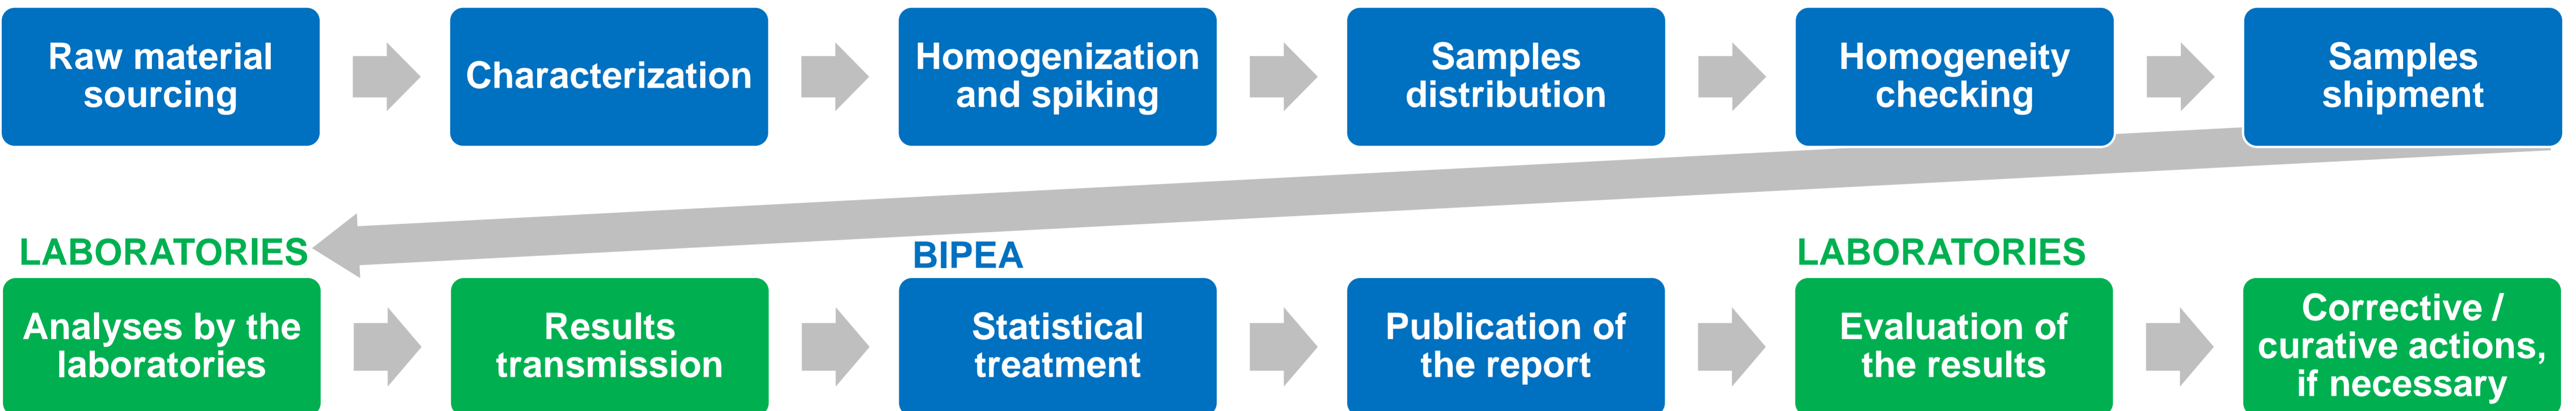 Raw material
sourcing
Characterization
Homogenization
and spiking
Samples
distribution
Homogeneity
checking
Samples
shipment
LABORATORIES
Analyses by the
laboratories
Results
transmission
BIPEA
Statistical
treatment
Publication of
the report
LABORATORIES
Evaluation of
the results
Corrective /
curative actions,
if necessary